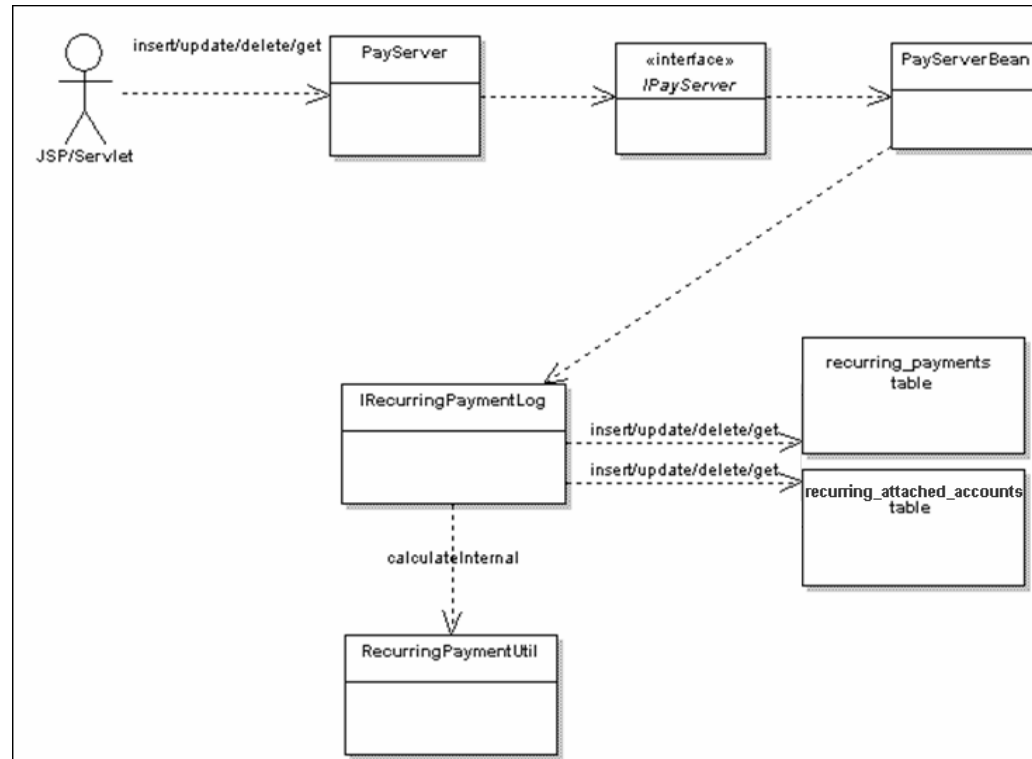 insert/update/delete/get
PayServer
«interface»
IPayServer
PayServerBean
JSP/Servlet
recurring_payments
table
IRecurringPaymentLog
insert/update/delete/get
insert/update/delete/get
recurring_attached_accounts
table
calculateInternal
RecurringPaymentUtil